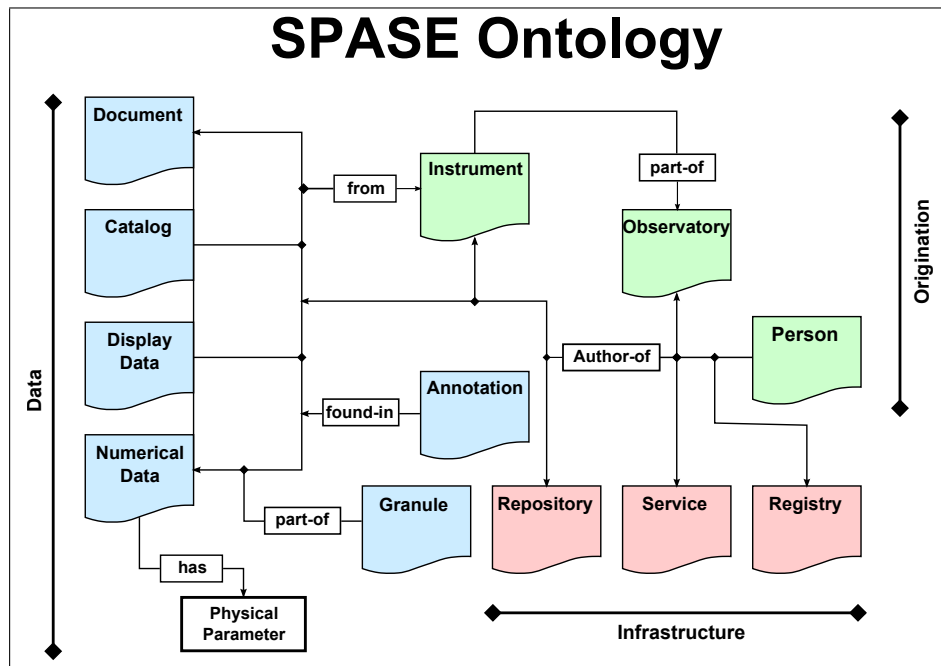 SPASE Ontology
Document
Instrument
part-of
from
Catalog
Observatory
Origination
Display
Data
Author-of
Person
Data
Annotation
found-in
Numerical
Data
part-of
Granule
Repository
Service
Registry
has
Physical
Parameter
Infrastructure